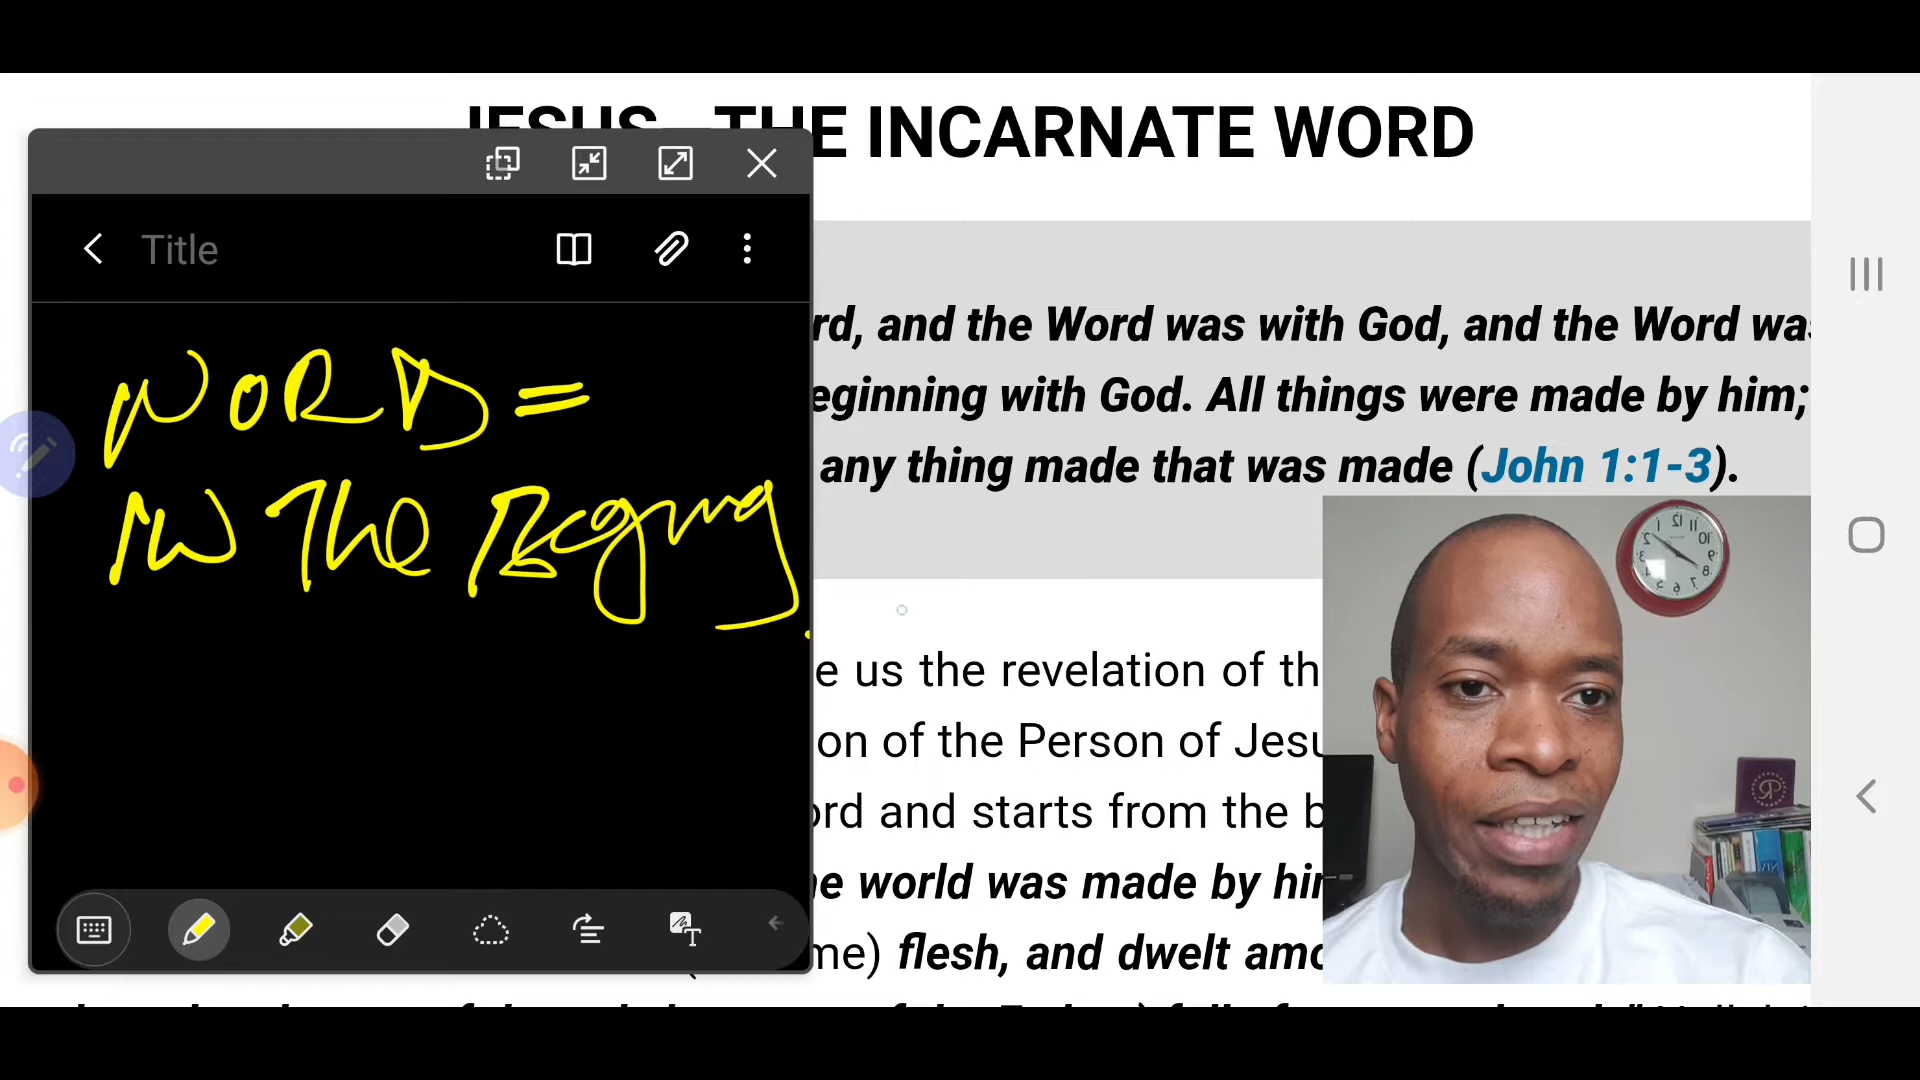 JESUS - THE INCARNATE WORD
Title
rd, and the Word was with God, and the Word was
eginning with God. All things were made by him;
any thing made that was made (John 1:1-3).
WORD =
IN The Begining
e us the revelation of th
on of the Person of Jesu
ord and starts from the b
e world was made by hi
me) flesh, and dwelt amo